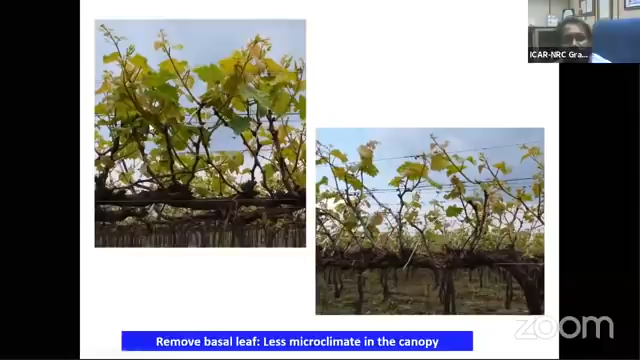 ICAR-NRC Gra...
Remove basal leaf: Less microclimate in the canopy
zoom